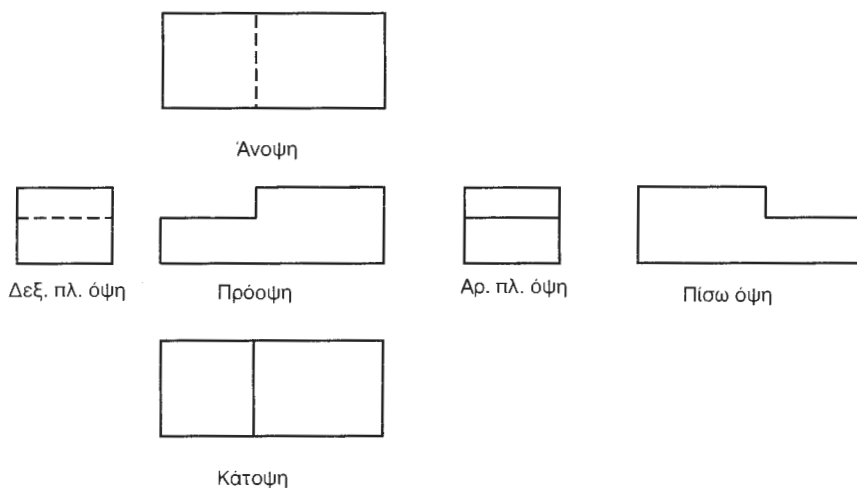 Άνοψη
Δεξ. πλ. όψη
Πρόοψη
Αρ. πλ. όψη
Πίσω όψη
Κάτοψη